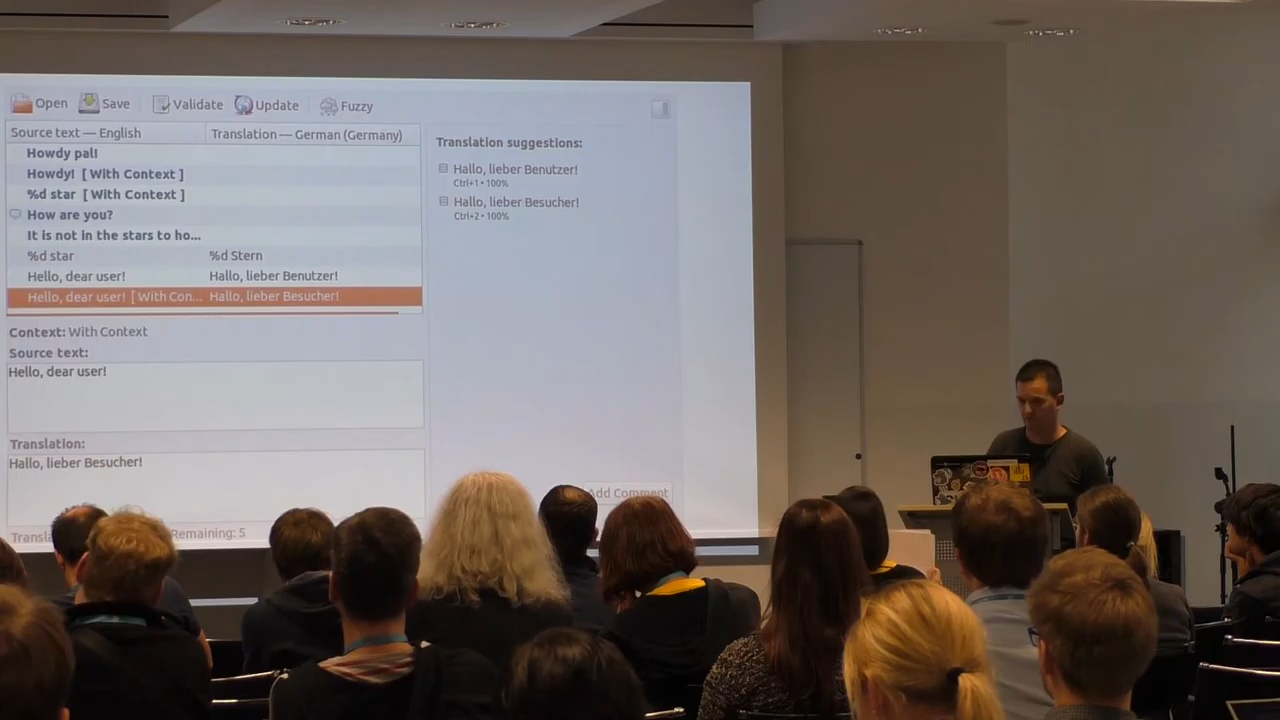 Open Save Validate Update Fuzzy
Source text — English Translation — German (Germany)
Howdy pal!
Howdy! [ With Context ]
%d star [ With Context ]
How are you?
It is not in the stars to ho...
%d star %d Stern
Hello, dear user! Hallo, lieber Benutzer!
Hello, dear user! [ With Con... Hallo, lieber Besucher!
Context: With Context
Source text:
Hello, dear user!
Translation:
Hallo, lieber Besucher!
Remaining: 5
Translation suggestions:
Hallo, lieber Benutzer!
Ctrl+1 • 100%
Hallo, lieber Besucher!
Ctrl+2 • 100%
Add Comment